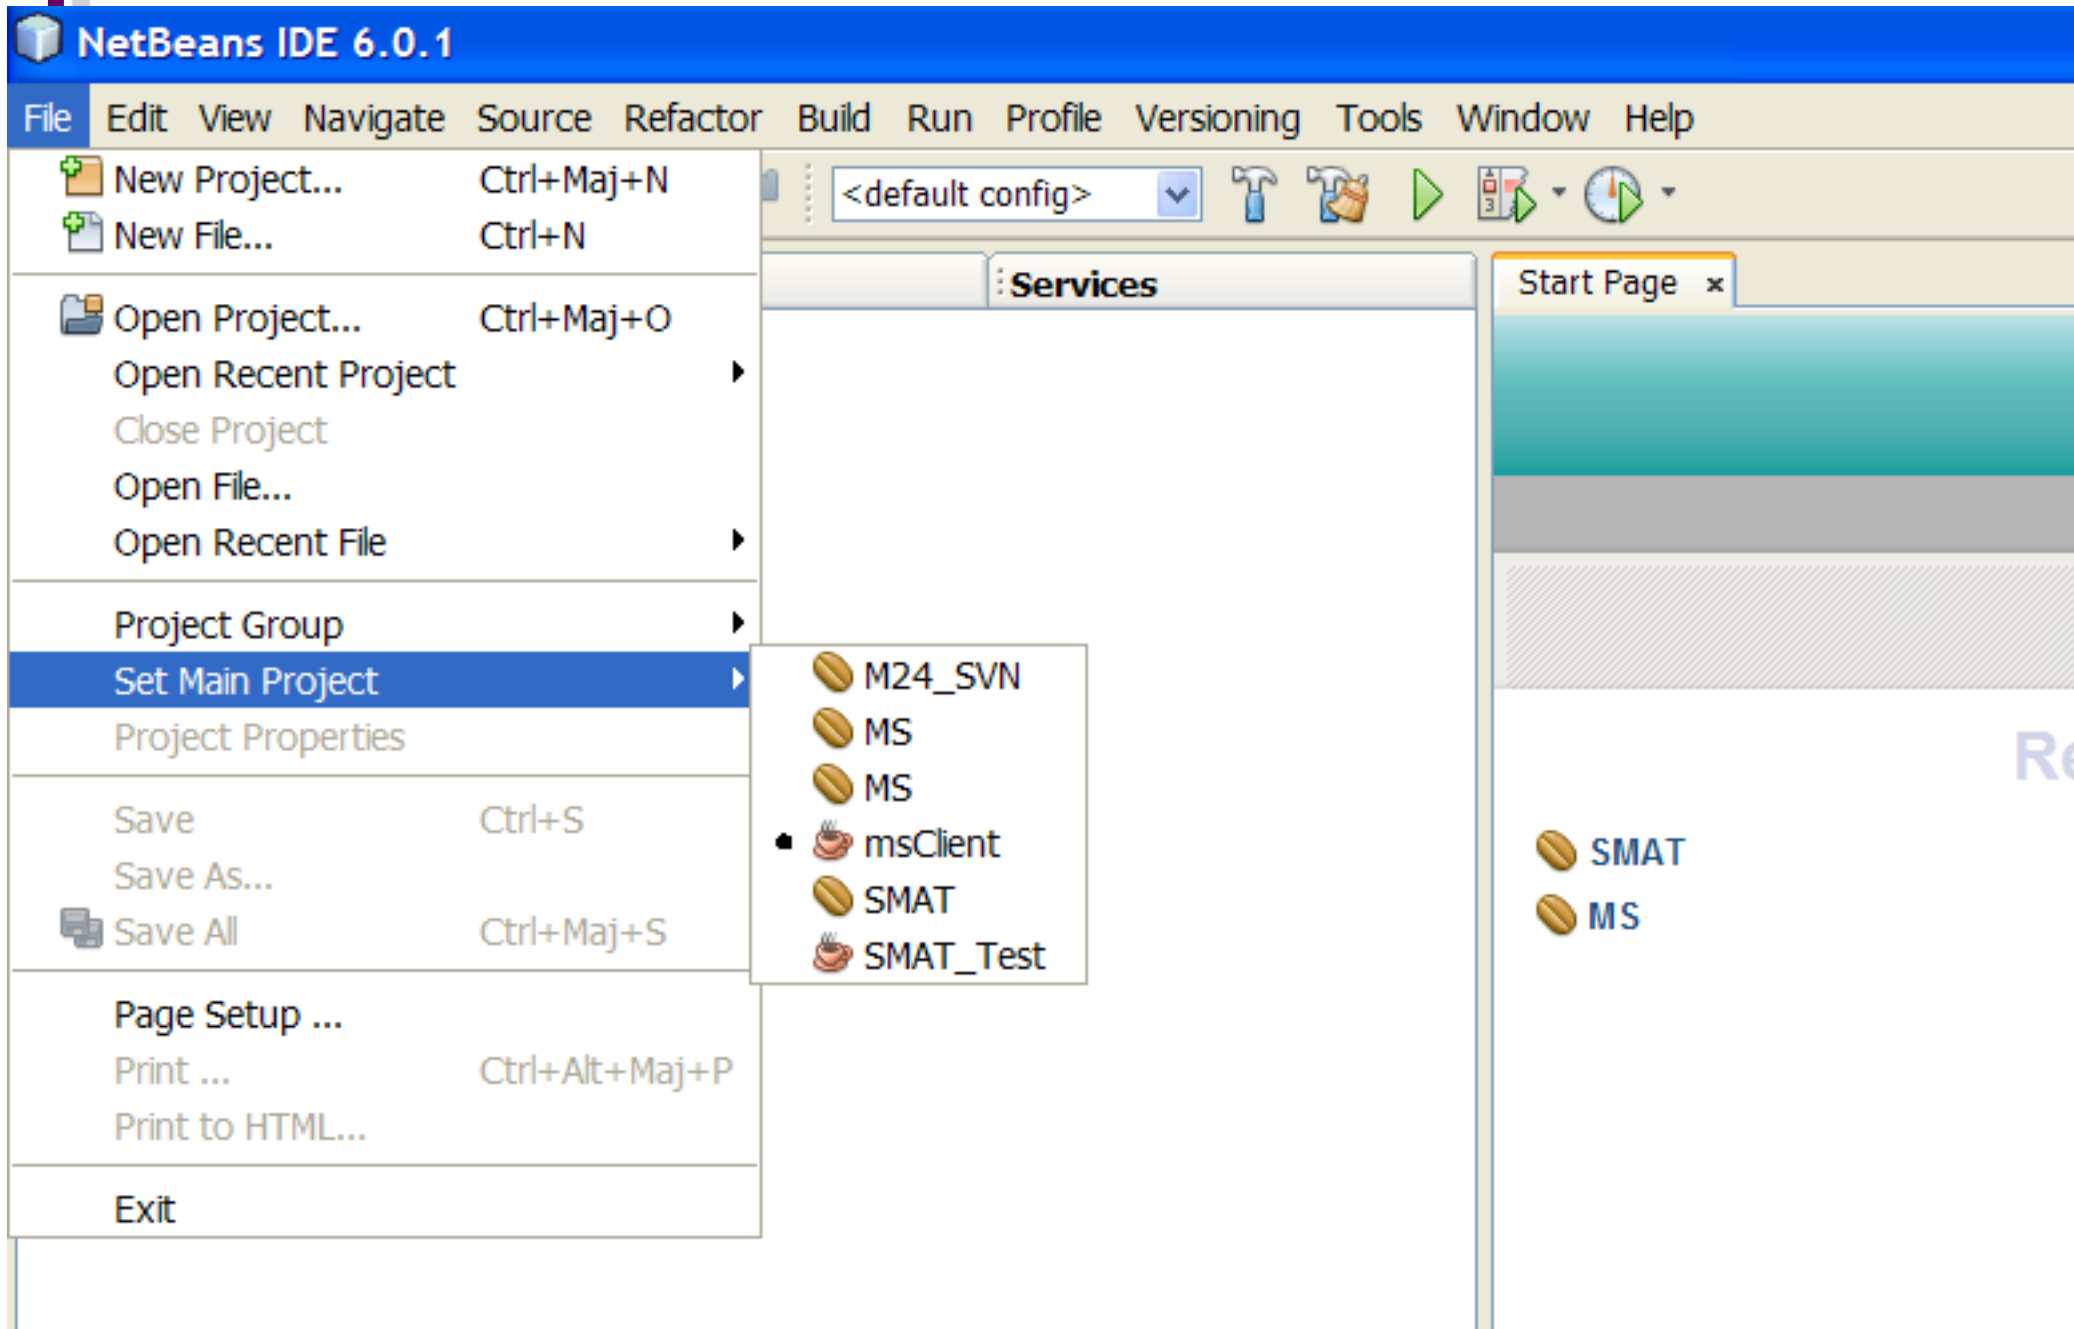 NetBeans IDE 6.0.1
File Edit View Navigate Source Refactor Build Run Profile Versioning Tools Window Help
New Project... Ctrl+Maj+N
New File... Ctrl+N
Open Project... Ctrl+Maj+O
Open Recent Project
Close Project
Open File...
Open Recent File
Project Group
Set Main Project
Project Properties
Save Ctrl+S
Save As...
Save All Ctrl+Maj+S
Page Setup ...
Print ... Ctrl+Alt+Maj+P
Print to HTML...
Exit
M24_SVN
MS
MS
msClient
SMAT
SMAT_Test
<default config>
Services
Start Page
SMAT
MS